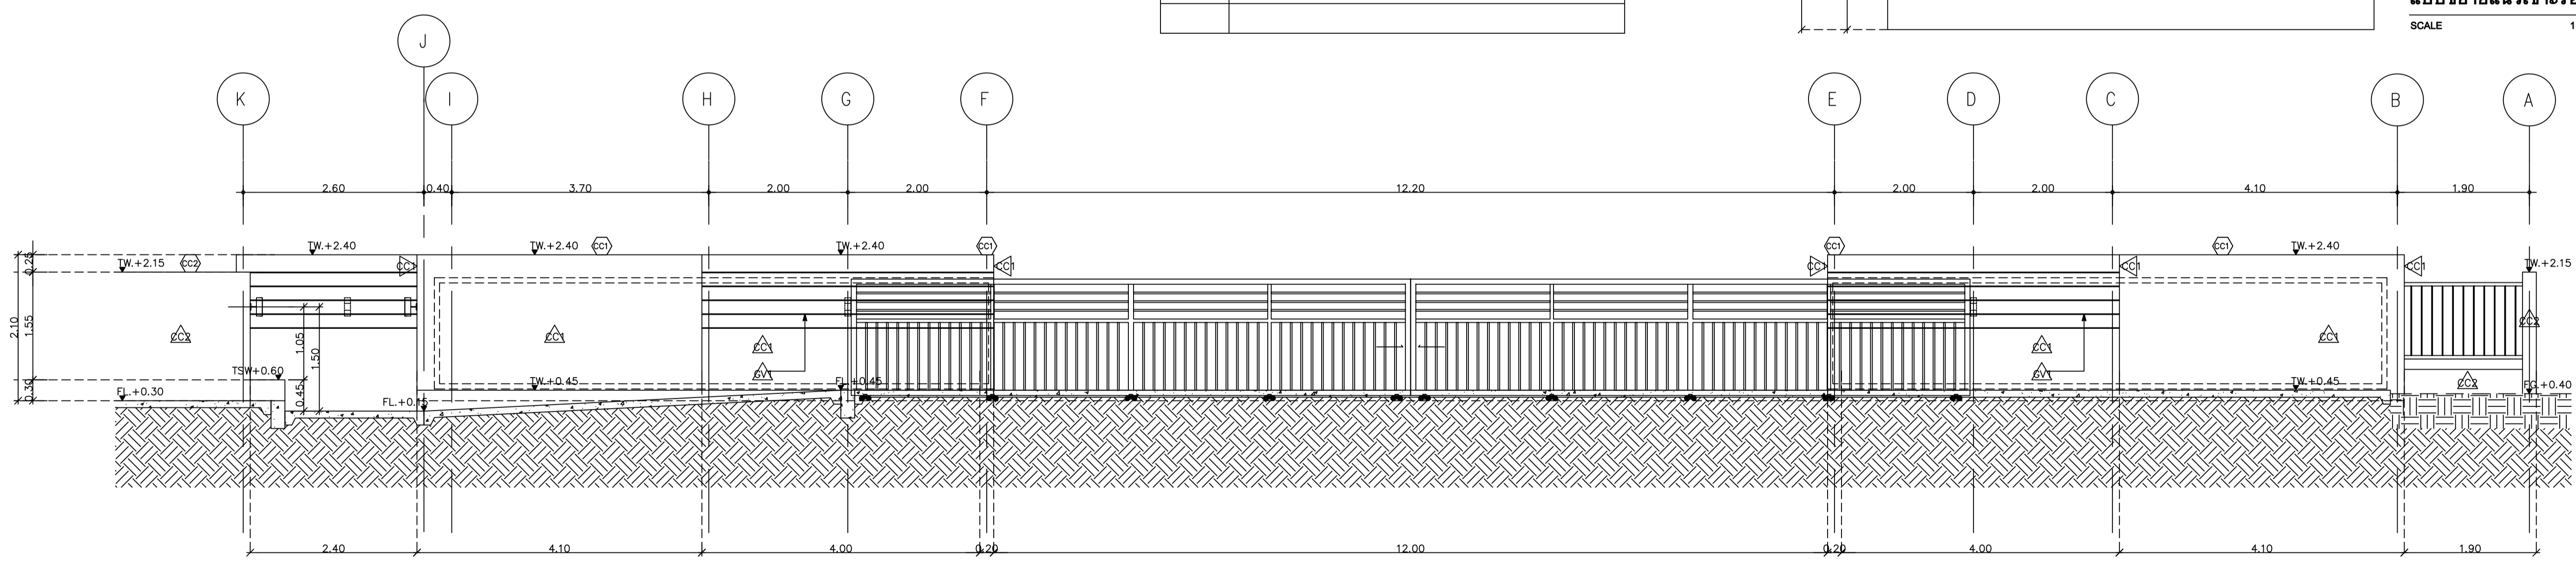 SCALE 1
J
K I H G F E D C B A
2.60 0.40 3.70 2.00 2.00 12.20 2.00 2.00 4.10 1.90
TW.+2.40 TW.+2.40 CC1 TW.+2.40 CC1 CC1 CC1 TW.+2.40
0.25 TW.+2.15 CC2 CC1 CC1 CC1 CC1 CC1 TW.+2.15
2.10 1.55 1.05 1.50 CC2 CC1 CC1 CC1 CC1 CC2
TSW+0.60 GV1 GV1
0.30 FL.+0.30 0.45 FL.+0.15 TW.+0.45 FL.+0.45 TW.+0.45 CC2 FG.+0.40
2.40 4.10 4.00 0.20 12.00 0.20 4.00 4.10 1.90